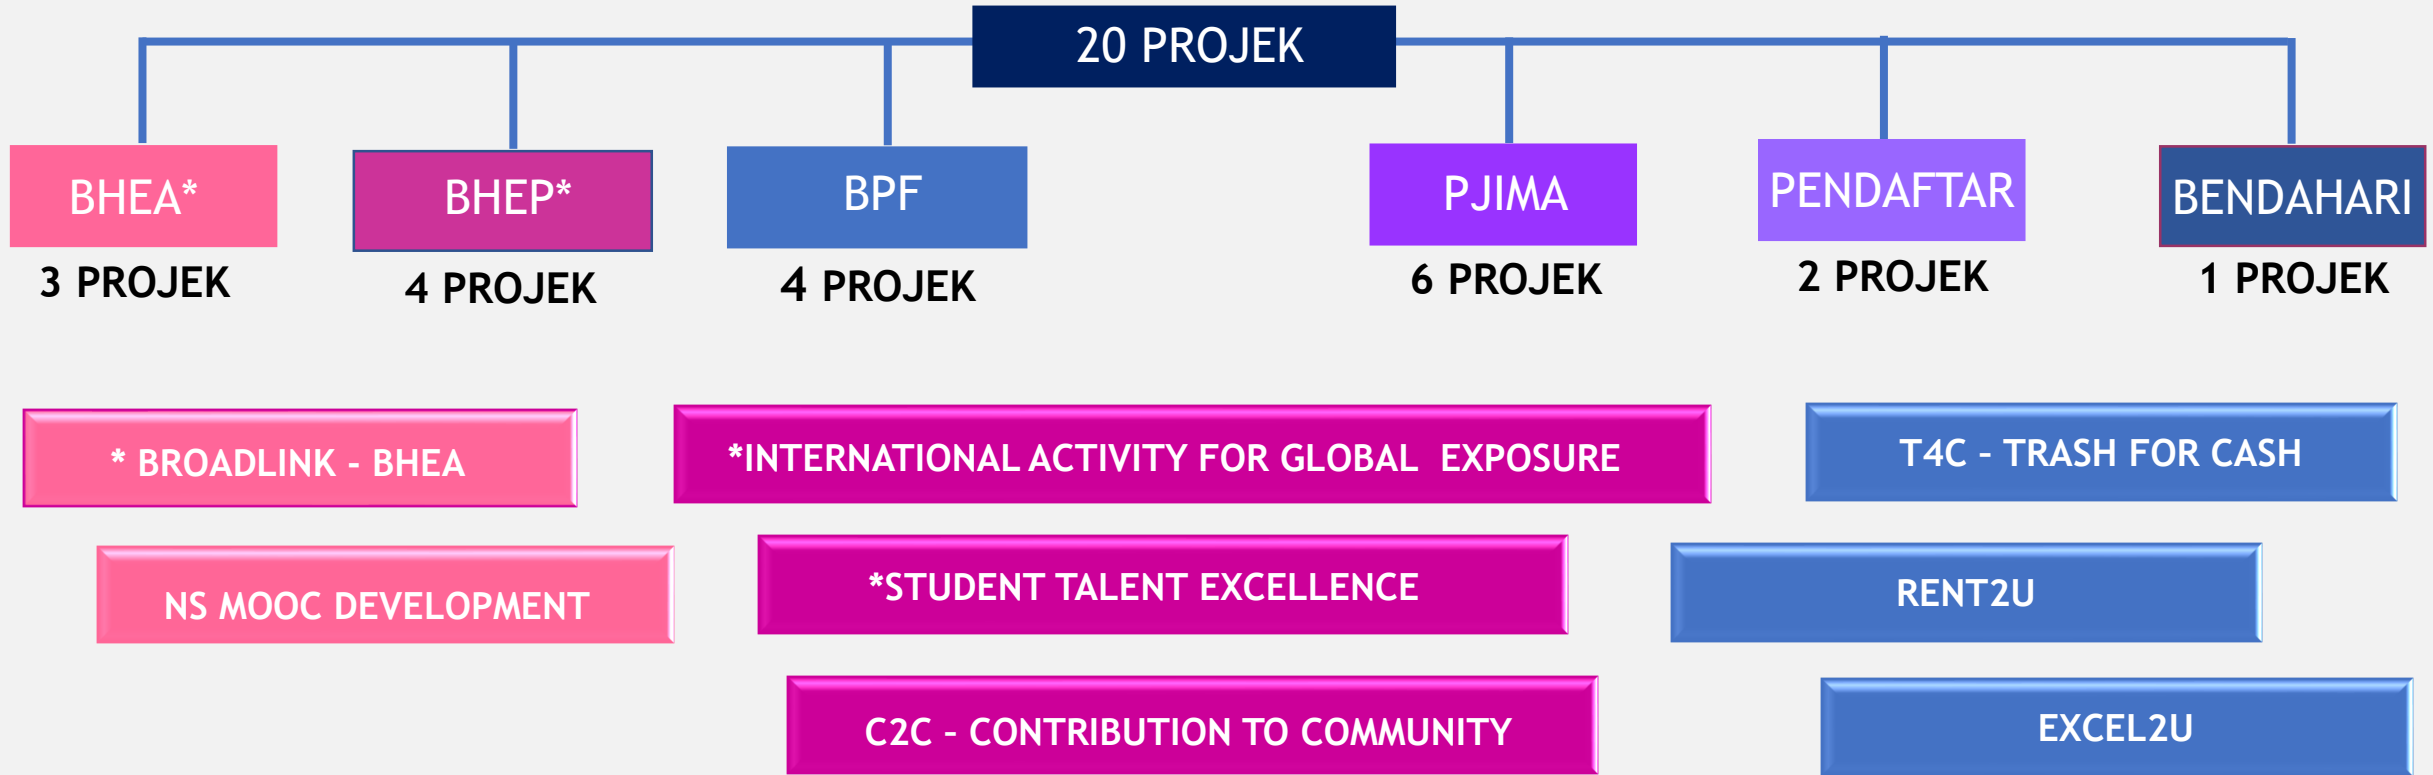 20 PROJEK
BHEA*
BHEP*
BPF
PJIMA
PENDAFTAR
BENDAHARI
3 PROJEK
4 PROJEK
4 PROJEK
6 PROJEK
2 PROJEK
1 PROJEK
* BROADLINK - BHEA
*INTERNATIONAL ACTIVITY FOR GLOBAL EXPOSURE
T4C – TRASH FOR CASH
NS MOOC DEVELOPMENT
*STUDENT TALENT EXCELLENCE
RENT2U
C2C – CONTRIBUTION TO COMMUNITY
EXCEL2U